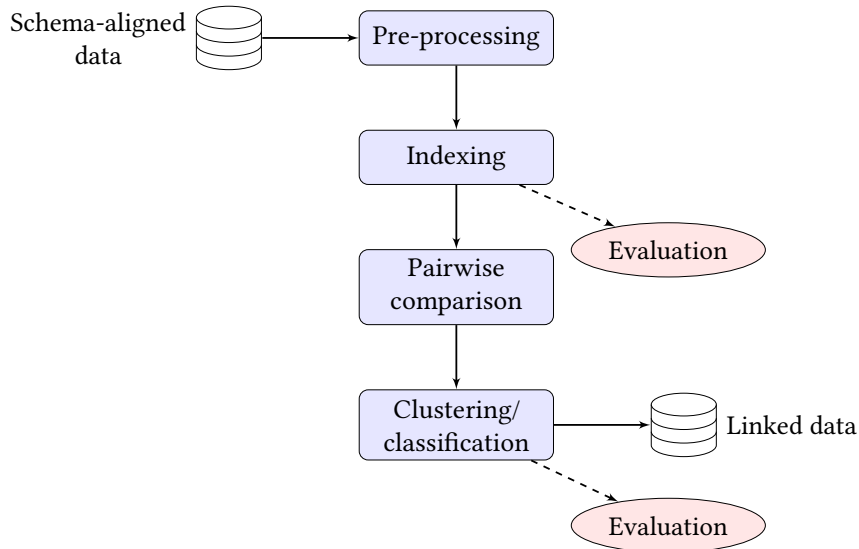 Schema-aligned
data
Pre-processing
Indexing
Evaluation
Pairwise
comparison
Clustering/
classification
Linked data
Evaluation